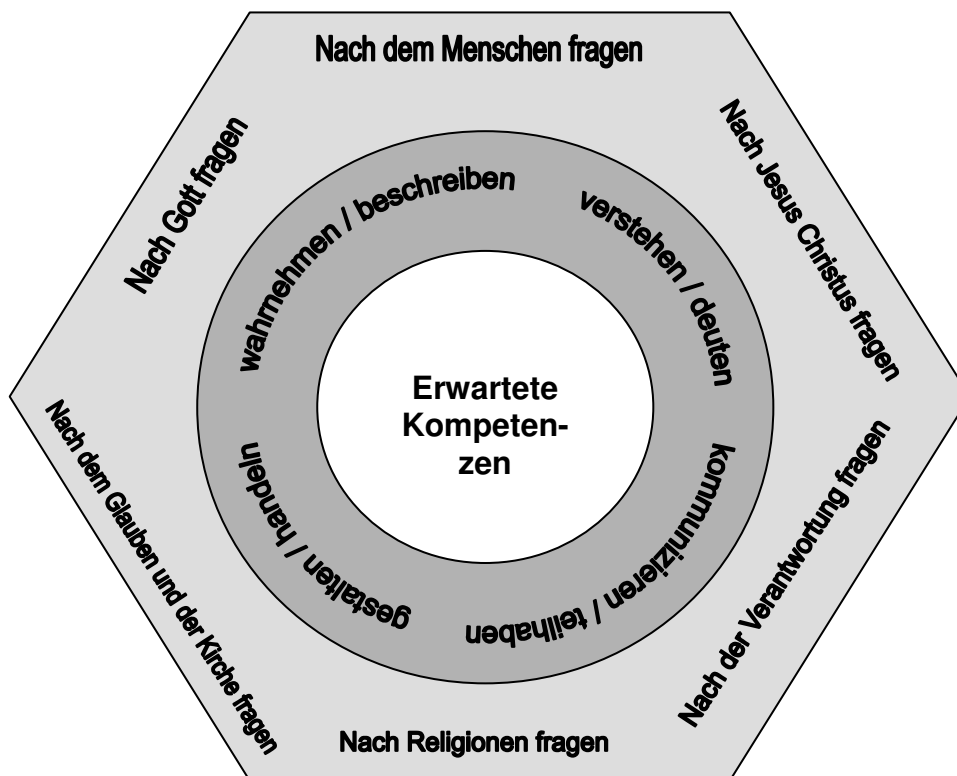 Nach dem Menschen fragen
Nach Gott fragen
Nach Jesus Christus fragen
wahrnehmen / beschreiben
verstehen / deuten
Erwartete
Kompeten-
zen
gestalten / handeln
kommunizieren / teilhaben
Nach dem Glauben und der Kirche fragen
Nach der Verantwortung fragen
Nach Religionen fragen